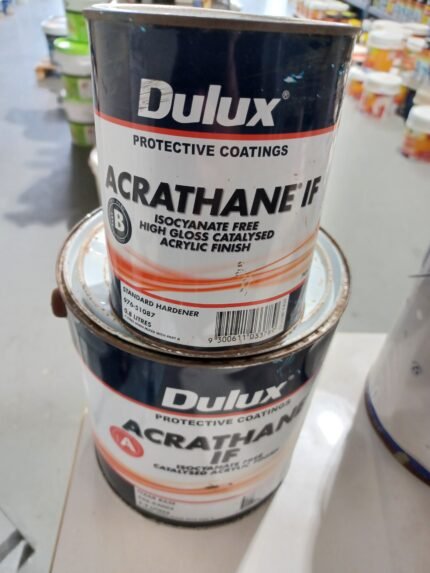 Dulux®
PROTECTIVE COATINGS
ACRATHANE® IF
B
ISOCYANATE FREE
HIGH GLOSS CATALYSED
ACRYLIC FINISH
STANDARD HARDENER
976-51087
0.8 LITRES
Dulux
PROTECTIVE COATINGS
A
ACRATHANE
IF
ISOCYANATE FREE
CATALYSED ACRYLIC FINISH